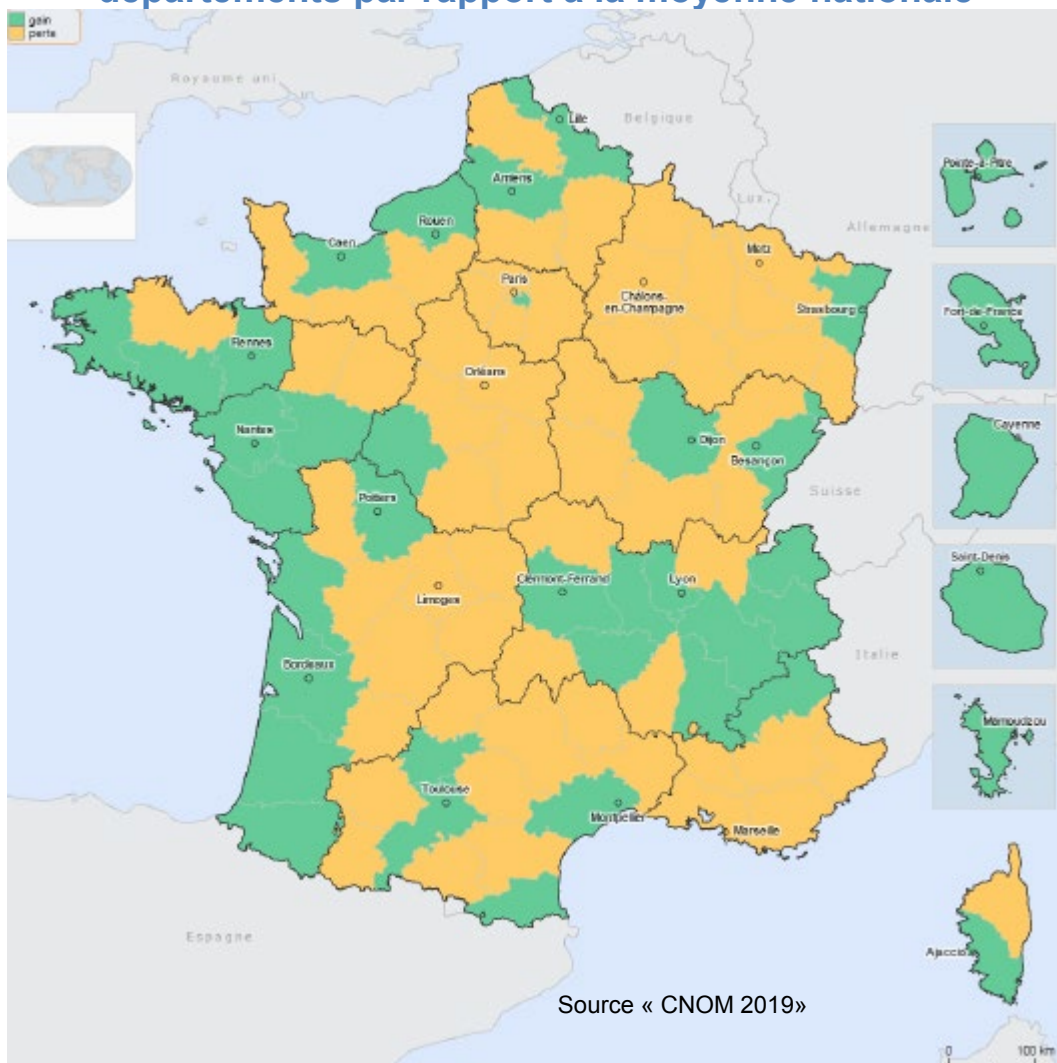 départements par rapport à la moyenne nationale
gain
perte
Royaume uni
Lille
Belgique
Pointe-à-Pitre
Amiens
Lux.
Rouen
Allemagne
Caen
Metz
Paris
Châlons-
en-Champagne
Strasbourg
Fort-de-France
Rennes
Orléans
Cayenne
Nantes
Dijon
Besançon
Suisse
Poitiers
Saint-Denis
Clermont-Ferrand
Lyon
Limoges
Italie
Bordeaux
Mamoudzou
Toulouse
Montpellier
Marseille
Espagne
Ajaccio
Source « CNOM 2019»
0 100 km